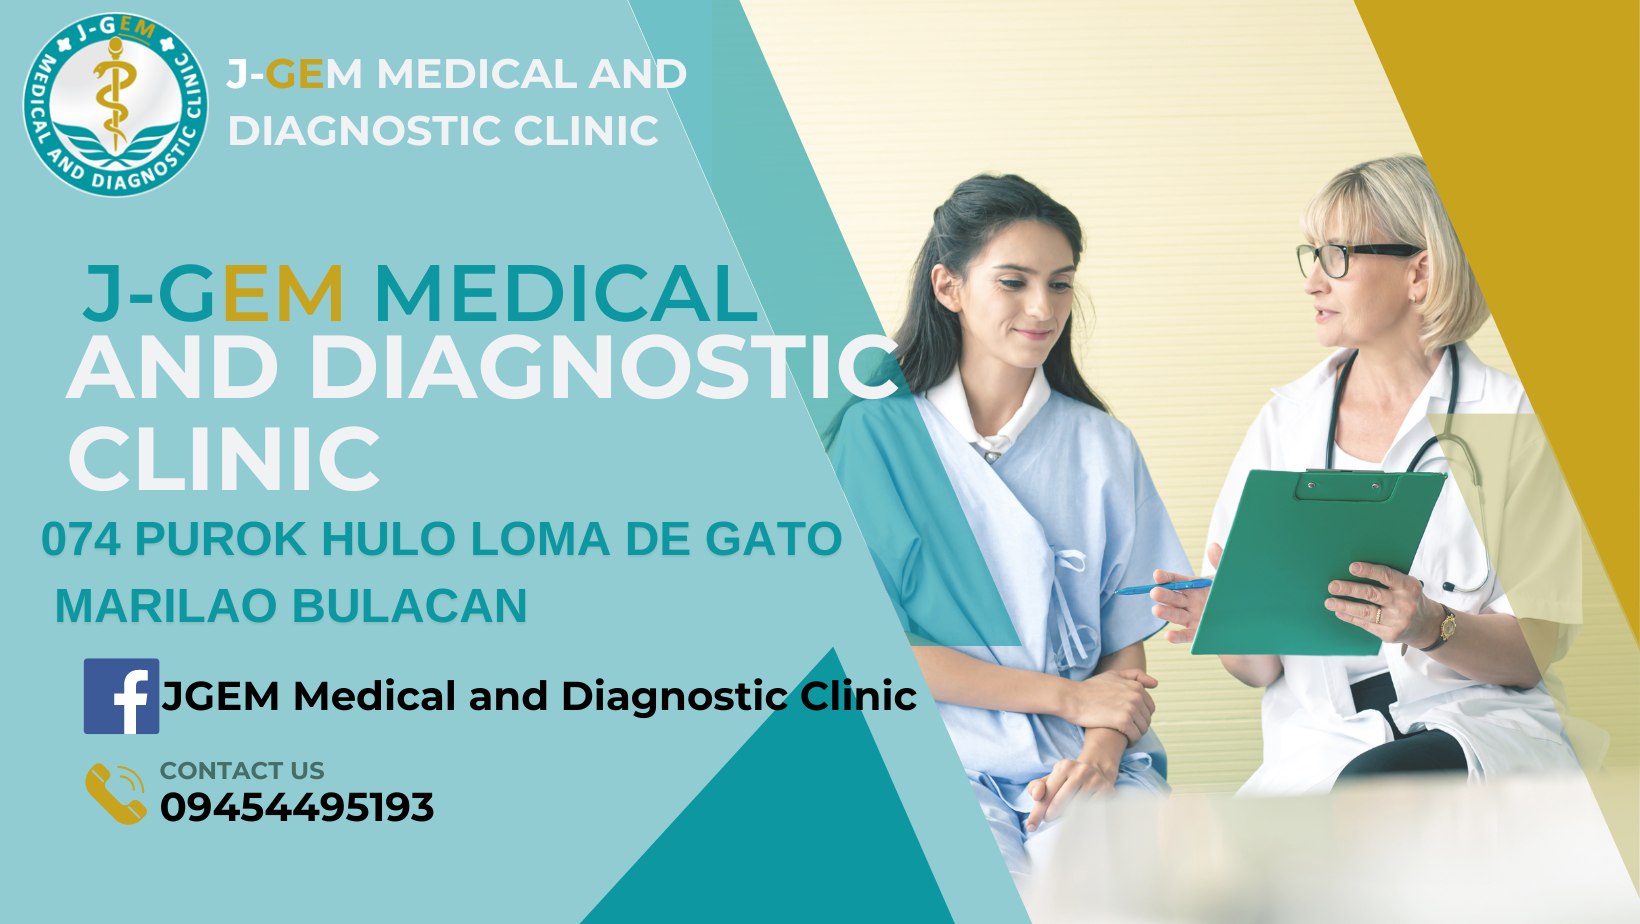 J-GEM
MEDICAL AND DIAGNOSTIC CLINIC
J-GEM MEDICAL AND
DIAGNOSTIC CLINIC
J-GEM MEDICAL
AND DIAGNOSTIC
CLINIC
074 PUROK HULO LOMA DE GATO
MARILAO BULACAN
f JGEM Medical and Diagnostic Clinic
CONTACT US
09454495193